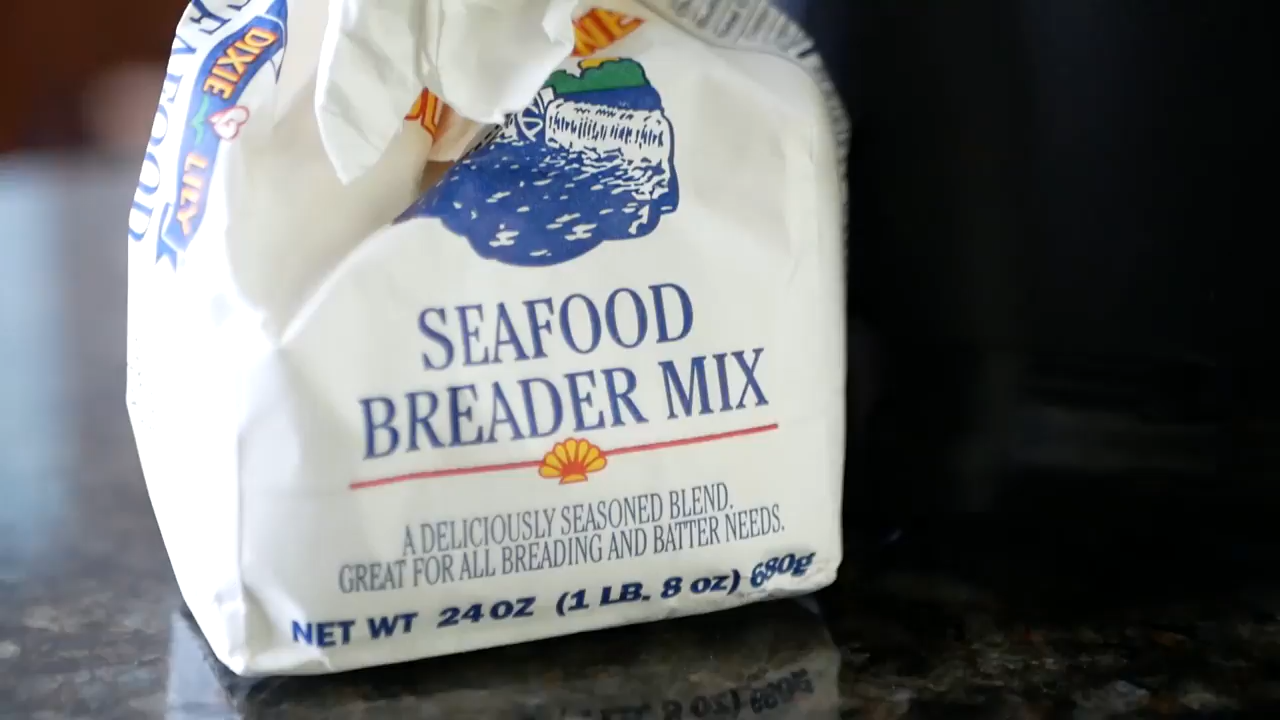 DIXIE LILY
SEAFOOD
SEAFOOD
BREADER MIX
A DELICIOUSLY SEASONED BLEND.
GREAT FOR ALL BREADING AND BATTER NEEDS.
NET WT 24 OZ (1 LB. 8 oz) 680g